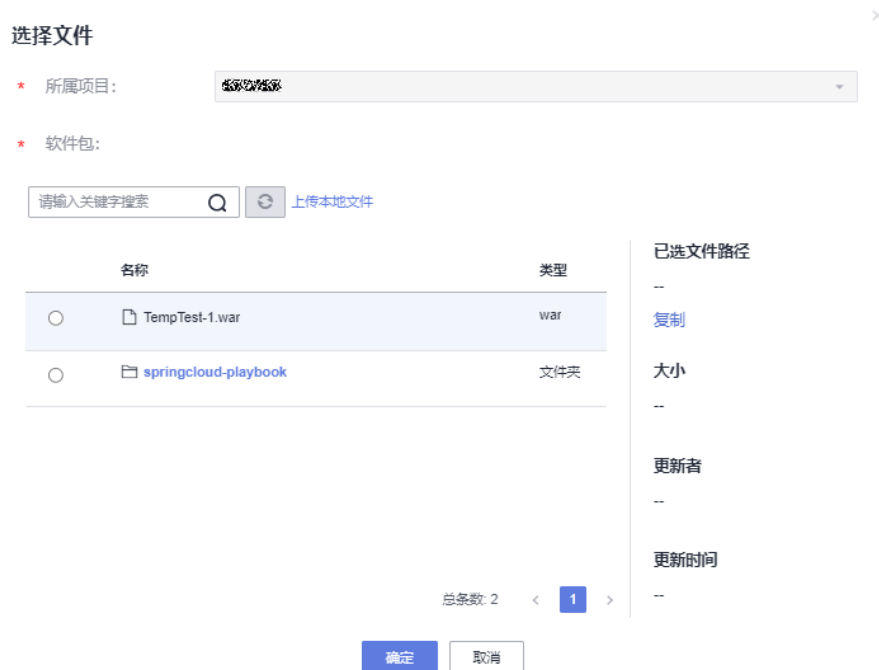 选择文件
* 所属项目:
* 软件包:
请输入关键字搜索 上传本地文件
名称 类型
TempTest-1.war war
springcloud-playbook 文件夹
总条数: 2 < 1 >
已选文件路径
--
复制
大小
--
更新者
--
更新时间
--
确定 取消